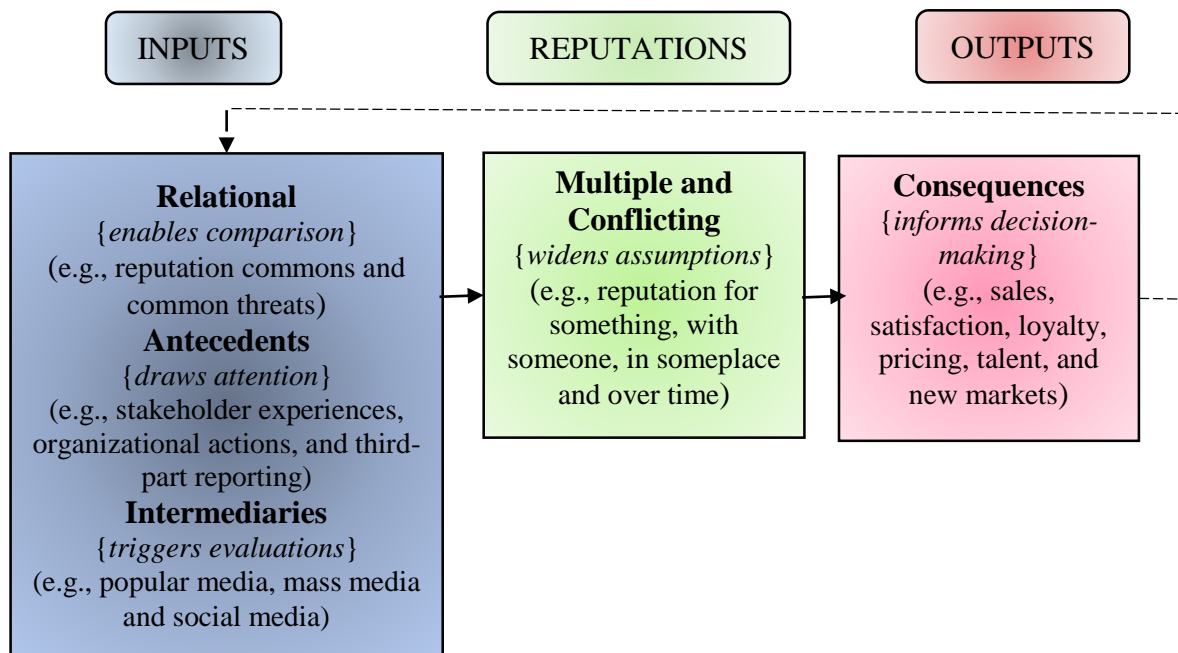 INPUTS
REPUTATIONS
OUTPUTS
Relational
{enables comparison}
(e.g., reputation commons and
common threats)
Antecedents
{draws attention}
(e.g., stakeholder experiences,
organizational actions, and third-
part reporting)
Intermediaries
{triggers evaluations}
(e.g., popular media, mass media
and social media)
Multiple and
Conflicting
{widens assumptions}
(e.g., reputation for
something, with
someone, in someplace
and over time)
Consequences
{informs decision-
making}
(e.g., sales,
satisfaction, loyalty,
pricing, talent, and
new markets)